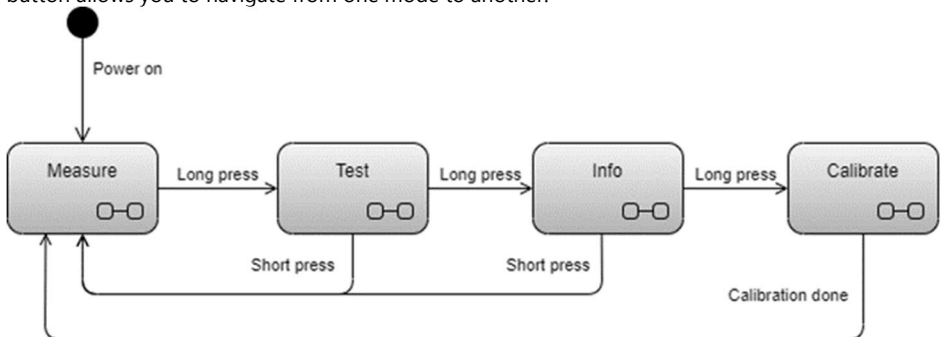 button allows you to navigate from one mode to another.
Power on
Measure
Long press
Test
Long press
Info
Long press
Calibrate
Short press
Short press
Calibration done